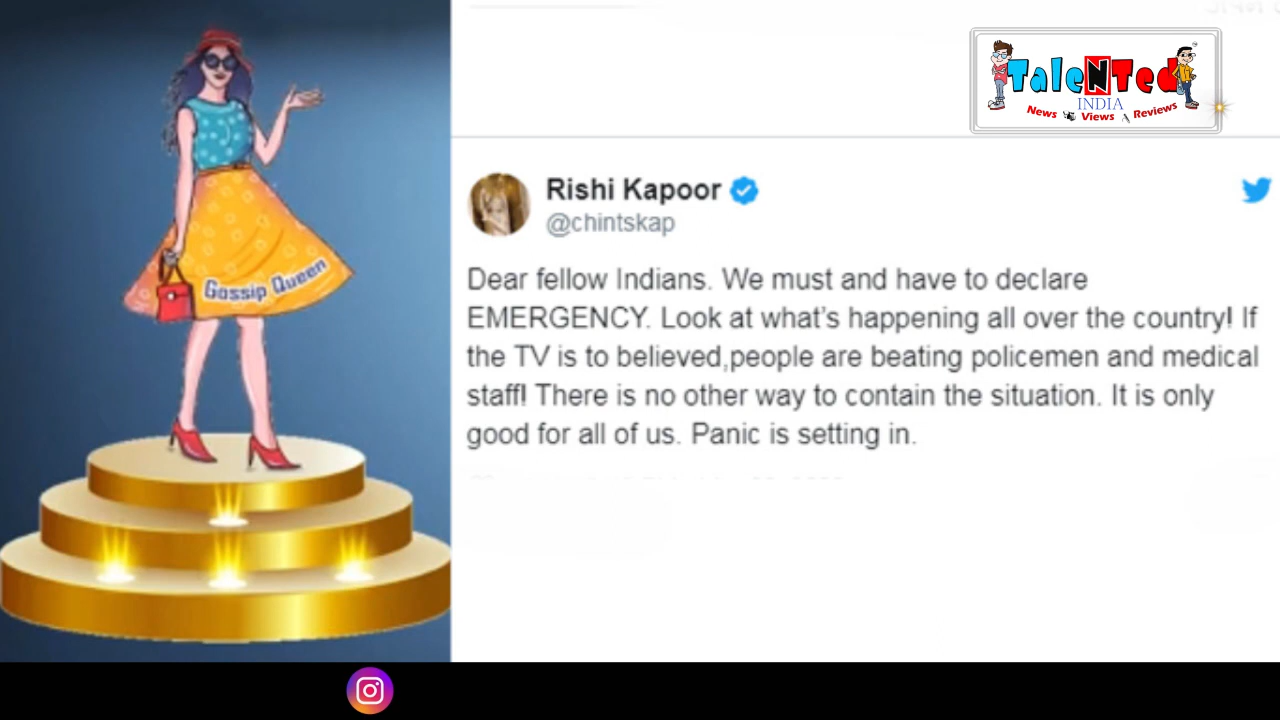 Gossip Queen
TaleNTed
INDIA
News Views Reviews
Rishi Kapoor
@chintskap
Dear fellow Indians. We must and have to declare
EMERGENCY. Look at what's happening all over the country! If
the TV is to believed,people are beating policemen and medical
staff! There is no other way to contain the situation. It is only
good for all of us. Panic is setting in.